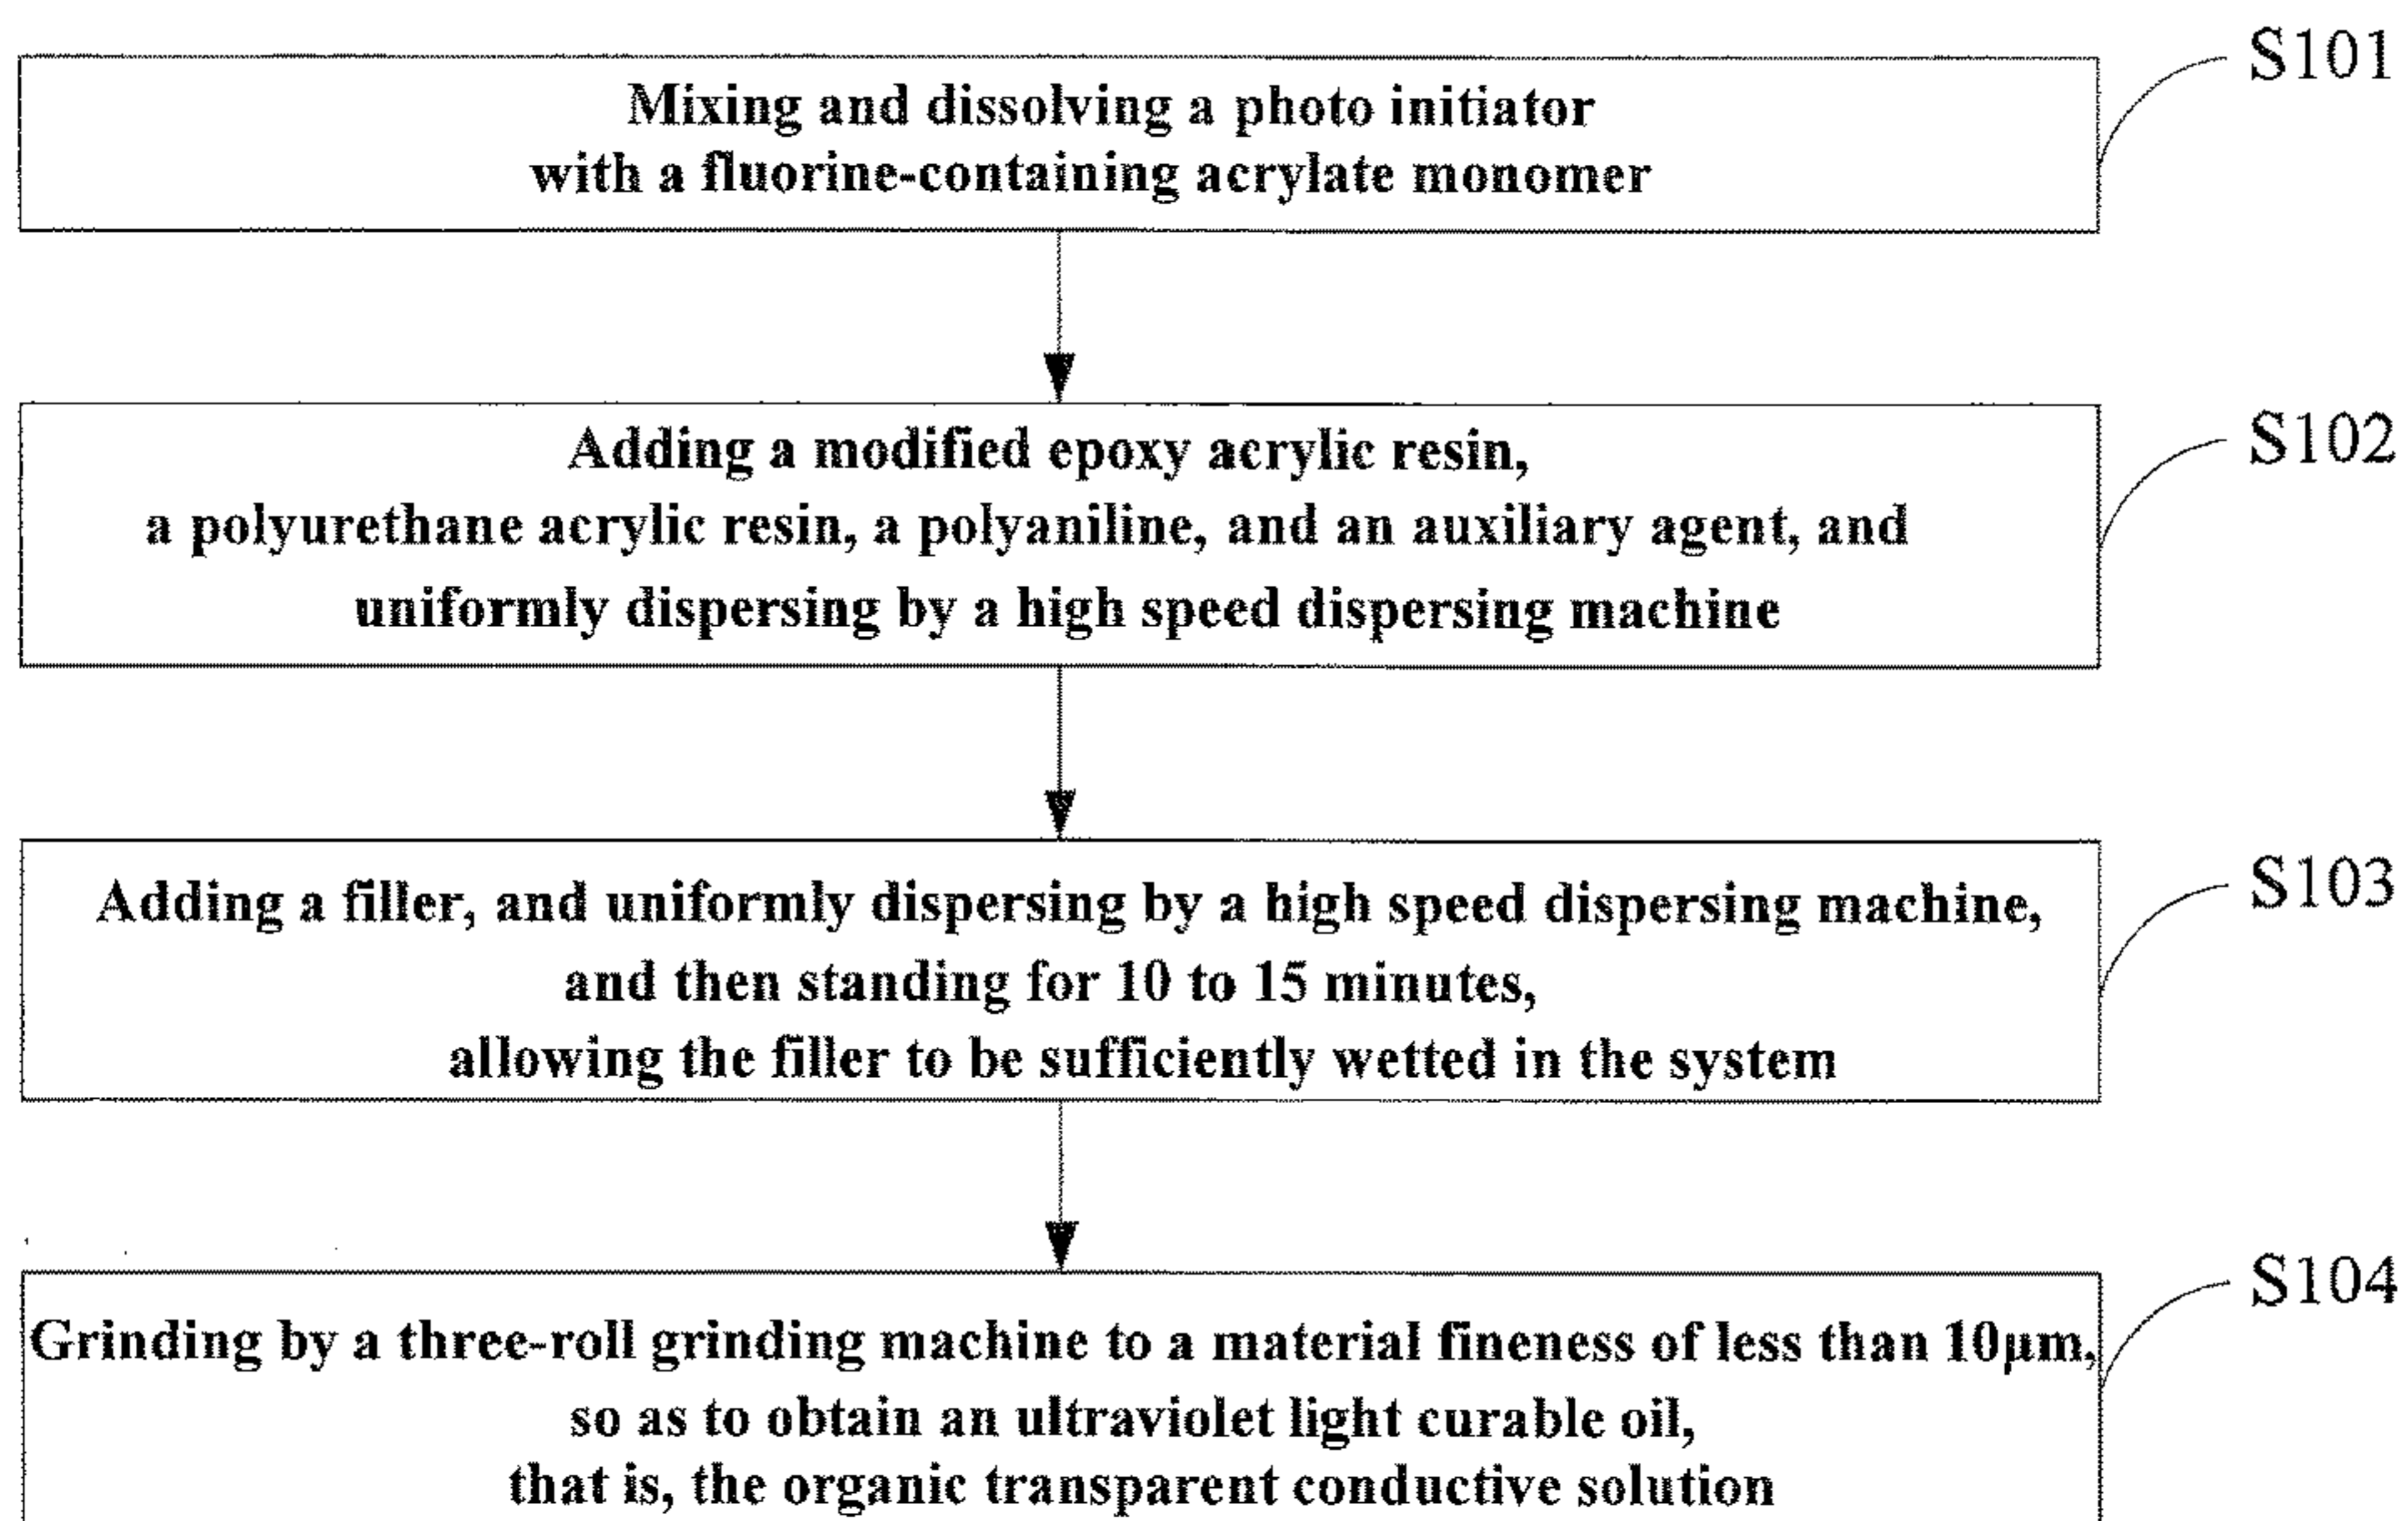 S101
Mixing and dissolving a photo initiator
with a fluorine-containing acrylate monomer
S102
Adding a modified epoxy acrylic resin,
a polyurethane acrylic resin, a polyaniline, and an auxiliary agent, and
uniformly dispersing by a high speed dispersing machine
S103
Adding a filler, and uniformly dispersing by a high speed dispersing machine,
and then standing for 10 to 15 minutes,
allowing the filler to be sufficiently wetted in the system
S104
Grinding by a three-roll grinding machine to a material fineness of less than 10μm,
so as to obtain an ultraviolet light curable oil,
that is, the organic transparent conductive solution